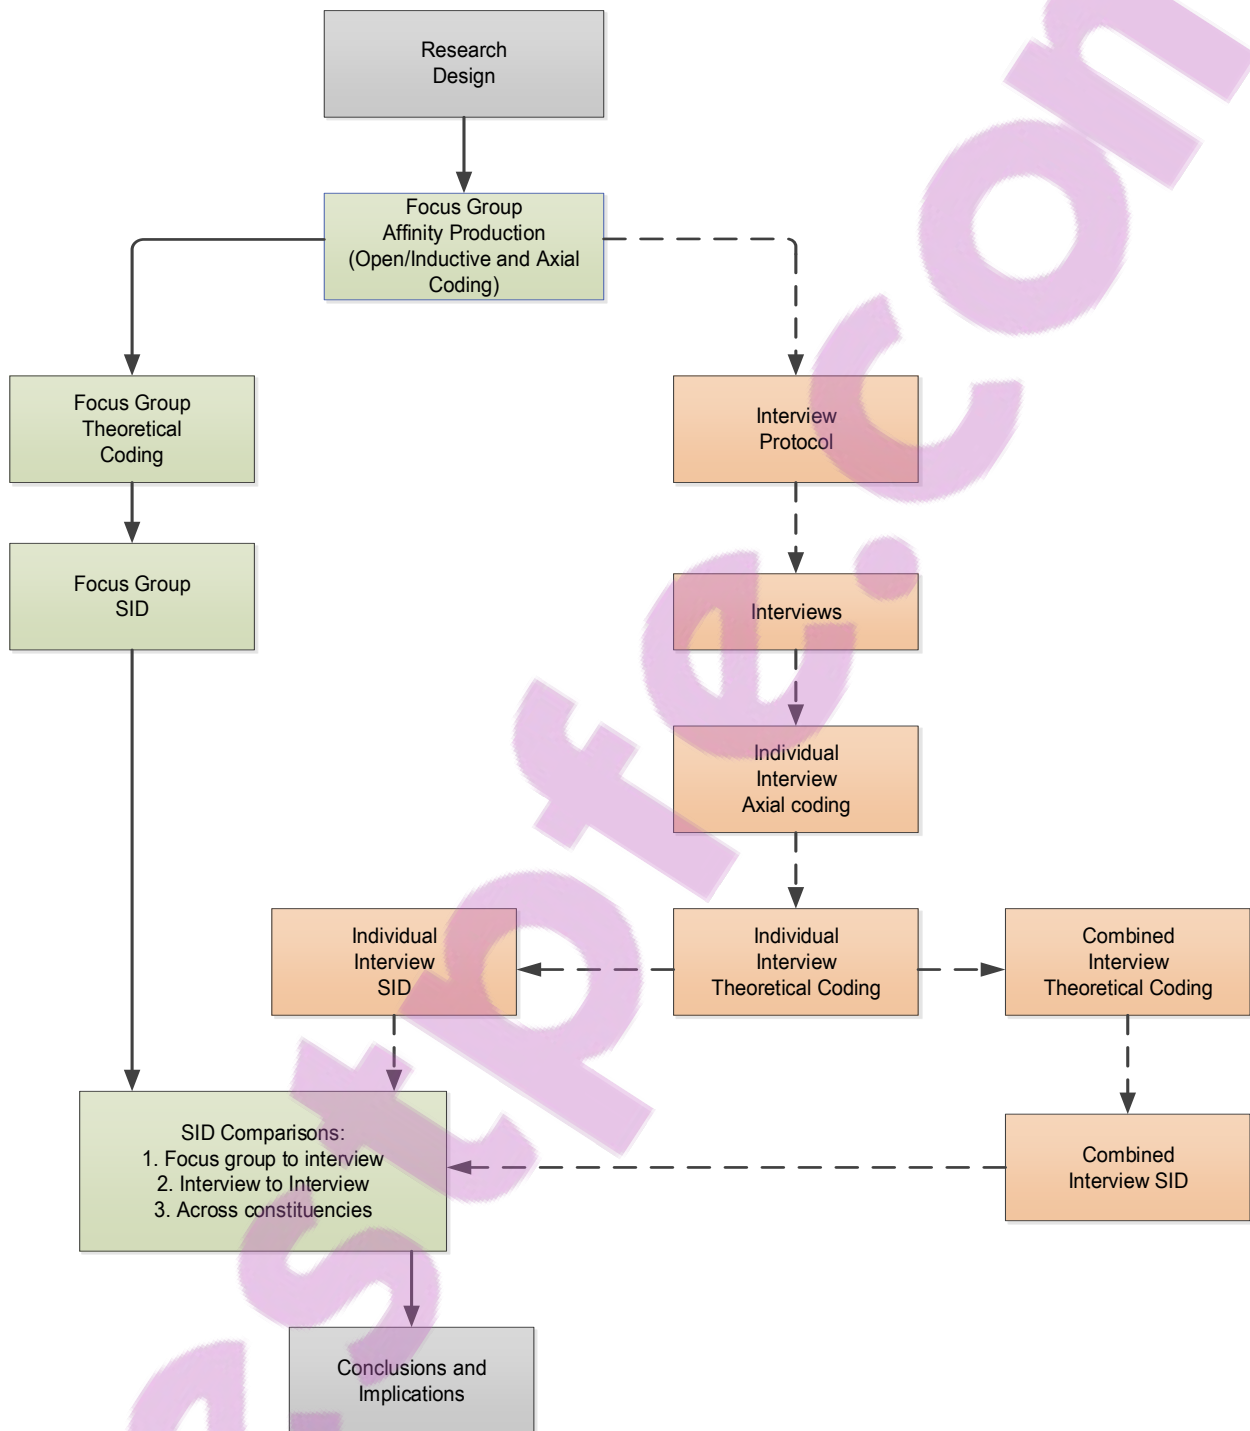 Research
Design
Focus Group
Affinity Production
(Open/Inductive and Axial
Coding)
Focus Group
Theoretical
Coding
Interview
Protocol
Focus Group
SID
Interviews
Individual
Interview
Axial coding
Individual
Interview
SID
Individual
Interview
Theoretical Coding
Combined
Interview
Theoretical Coding
SID Comparisons:
1. Focus group to interview
2. Interview to Interview
3. Across constituencies
Combined
Interview SID
Conclusions and
Implications
estpfe.com